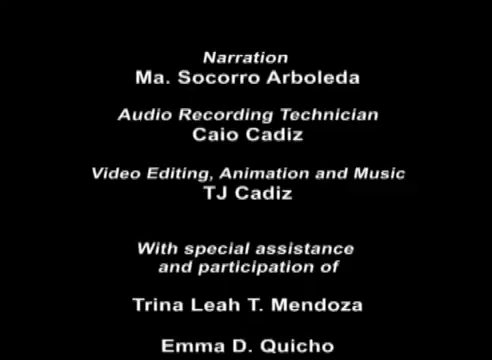 Narration
Ma. Socorro Arboleda
Audio Recording Technician
Caio Cadiz
Video Editing, Animation and Music
TJ Cadiz
With special assistance
and participation of
Trina Leah T. Mendoza
Emma D. Quicho